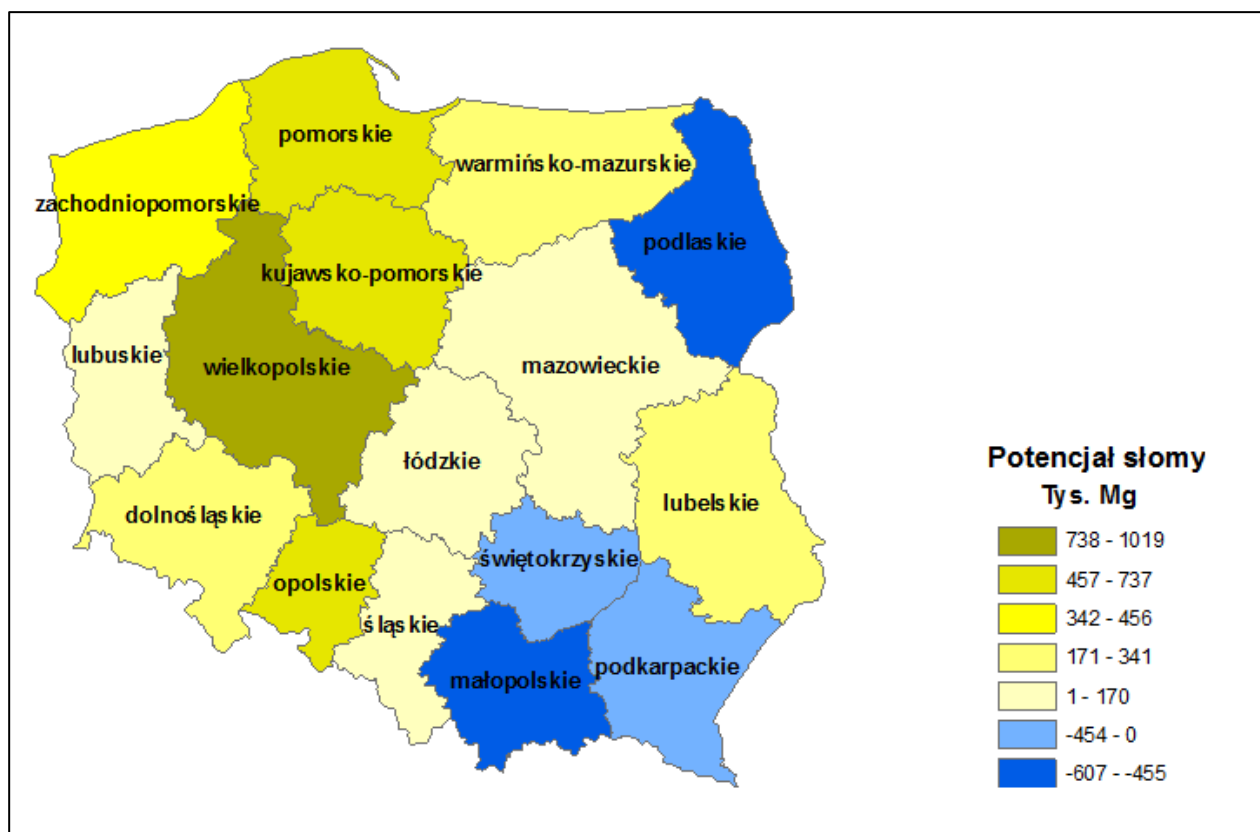 pomorskie
warmińsko-mazurskie
zachodniopomorskie
podlaskie
kujawsko-pomorskie
lubuskie
wielkopolskie
mazowieckie
łódzkie
dolnośląskie
lubelskie
świętokrzyskie
opolskie
śląskie
podkarpackie
małopolskie
Potencjał słomy
Tys. Mg
738 - 1019
457 - 737
342 - 456
171 - 341
1 - 170
-454 - 0
-607 - -455